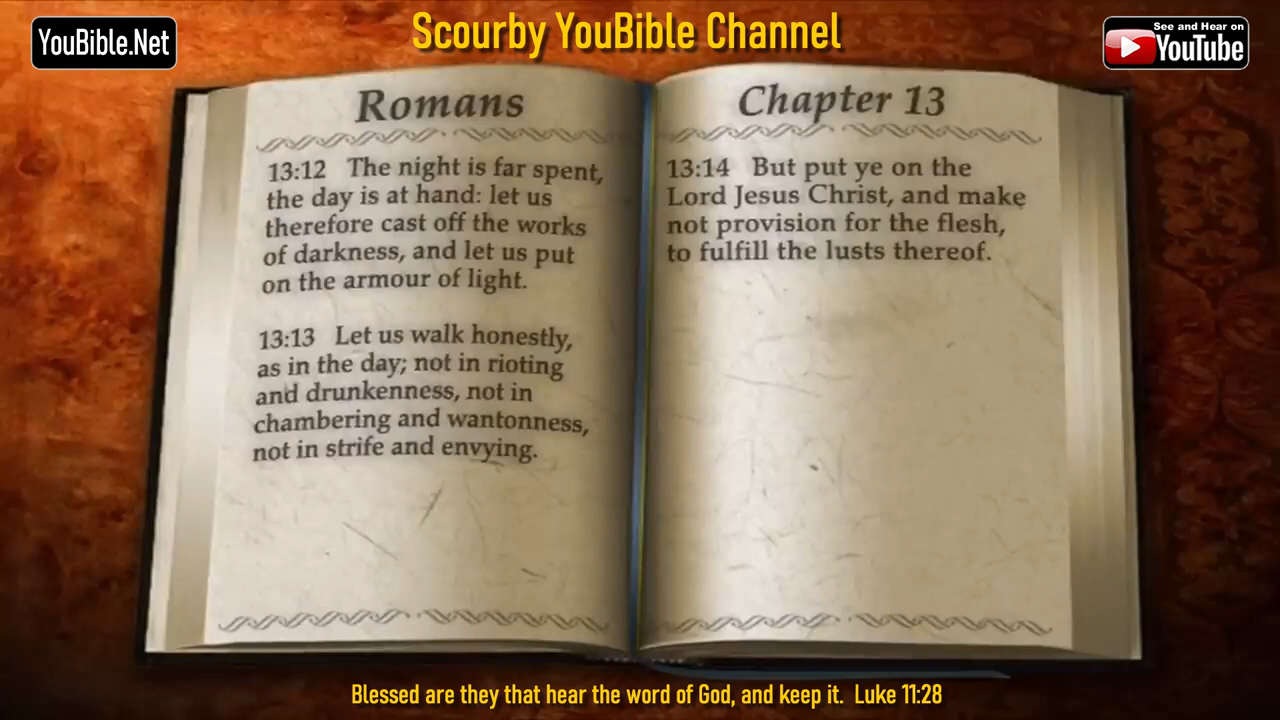 YouBible.Net
Scourby YouBible Channel
See and Hear on
YouTube
Romans
13:12 The night is far spent,
the day is at hand: let us
therefore cast off the works
of darkness, and let us put
on the armour of light.
13:13 Let us walk honestly,
as in the day; not in rioting
and drunkenness, not in
chambering and wantonness,
not in strife and envying.
Chapter 13
13:14 But put ye on the
Lord Jesus Christ, and make
not provision for the flesh,
to fulfill the lusts thereof.
Blessed are they that hear the word of God, and keep it. Luke 11:28